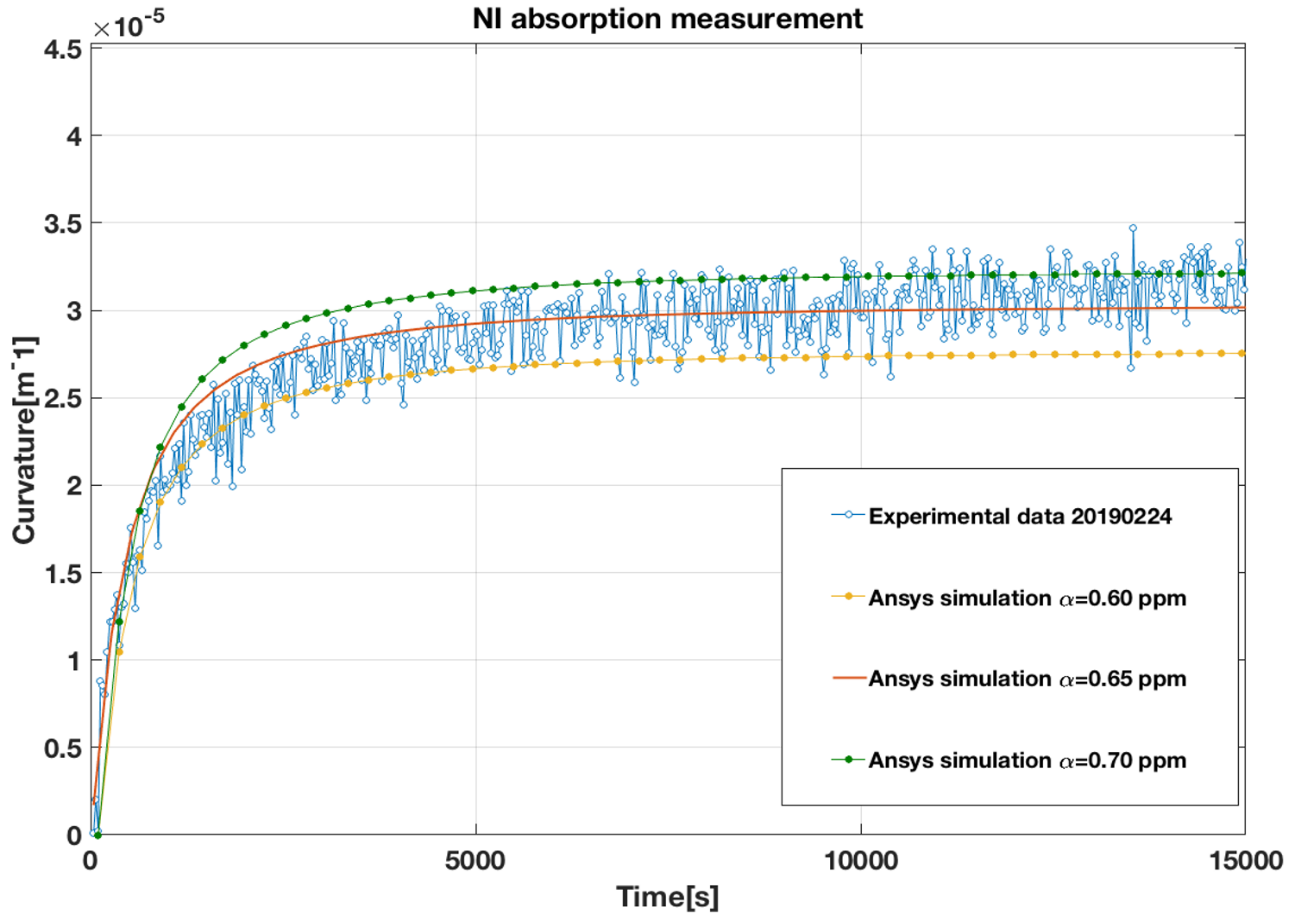 NI absorption measurement
×10⁻⁵
4.5
4
3.5
3
2.5
2
1.5
1
0.5
0
Curvature[m⁻1]
0
5000
10000
15000
Time[s]
Experimental data 20190224
Ansys simulation α=0.60 ppm
Ansys simulation α=0.65 ppm
Ansys simulation α=0.70 ppm